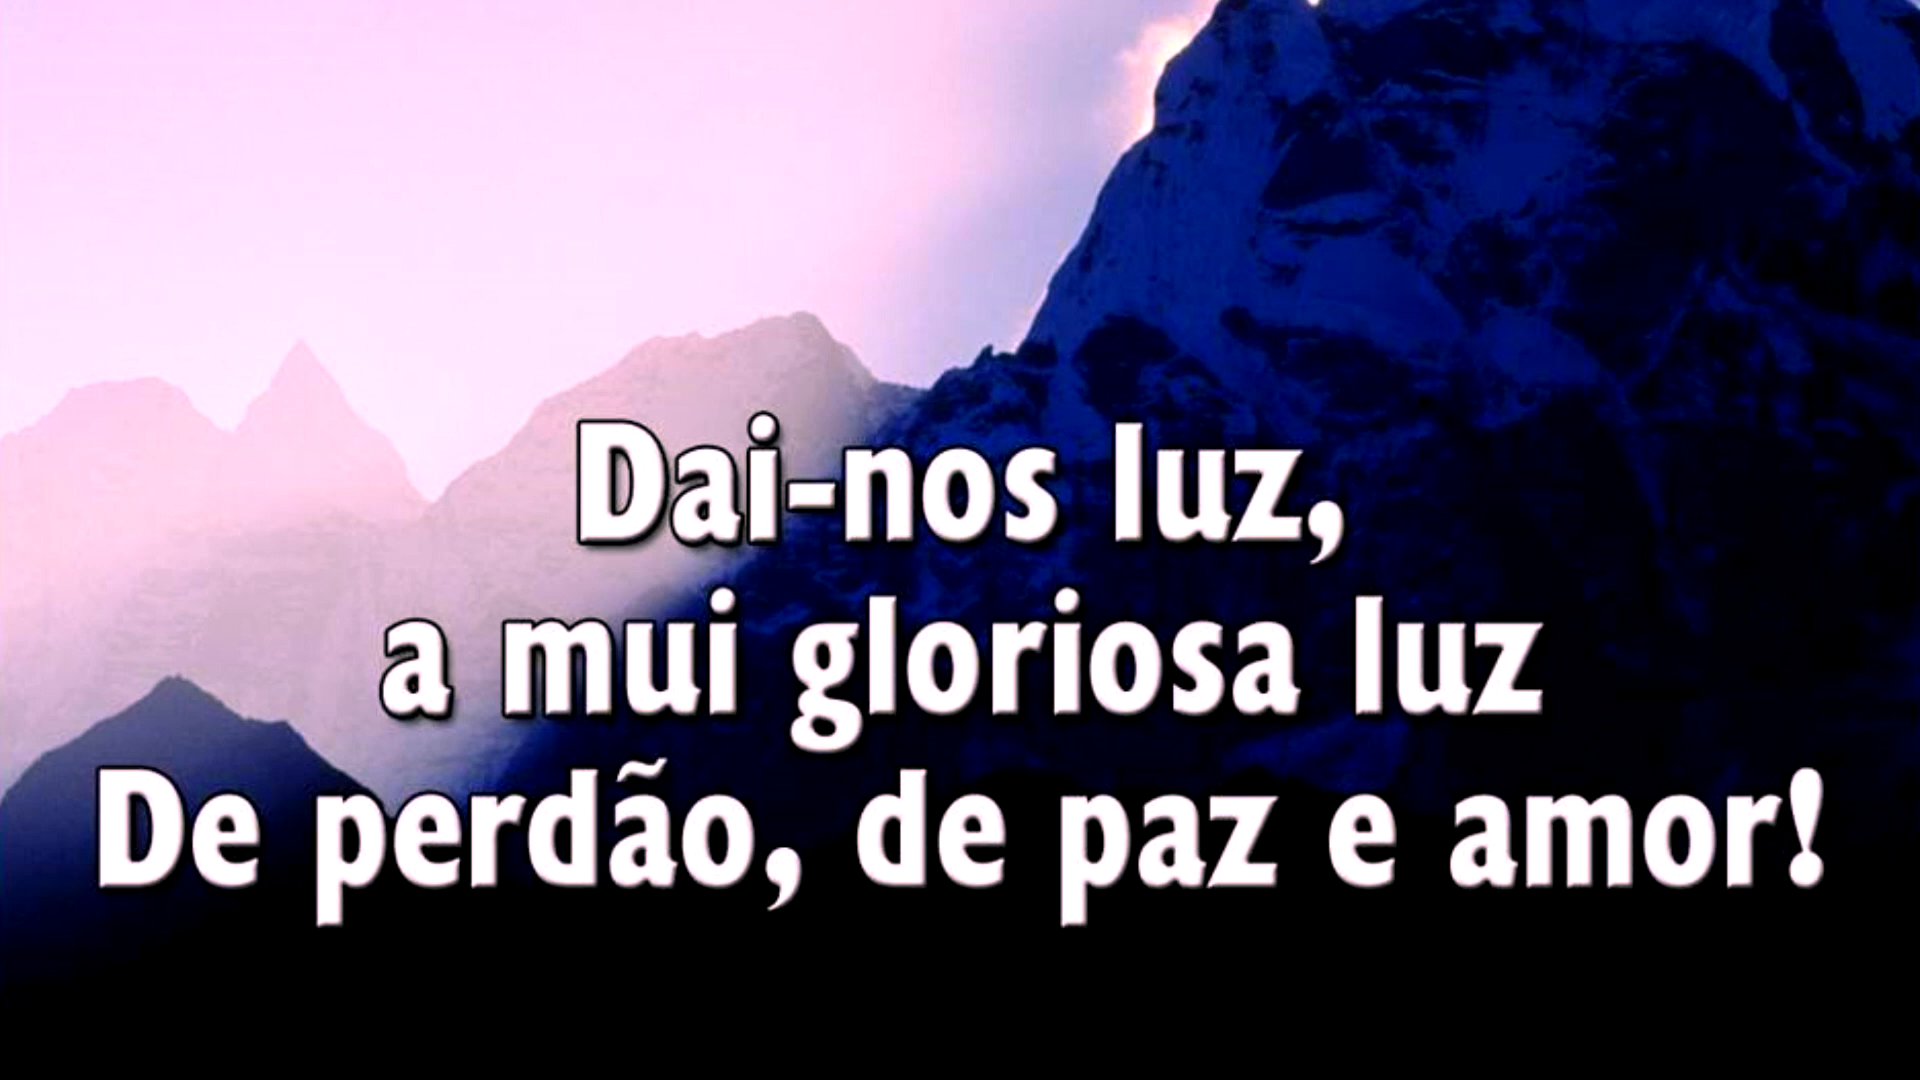 Dai-nos luz,
a mui gloriosa luz
De perdão, de paz e amor!